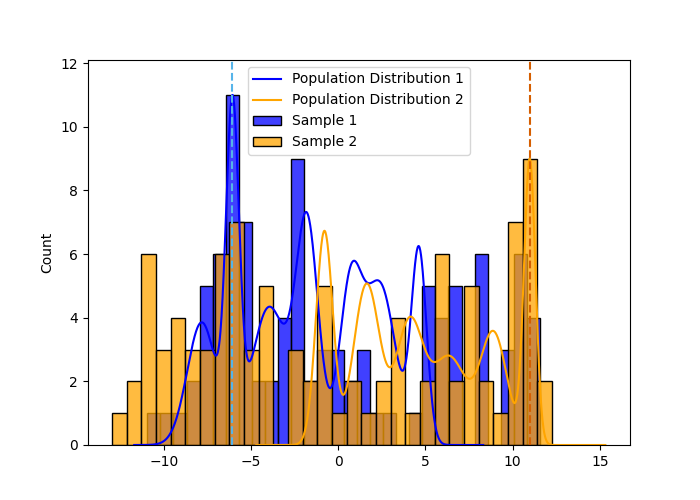 12
10
8
6
4
2
0
Count
Population Distribution 1
Population Distribution 2
Sample 1
Sample 2
−10 −5 0 5 10 15